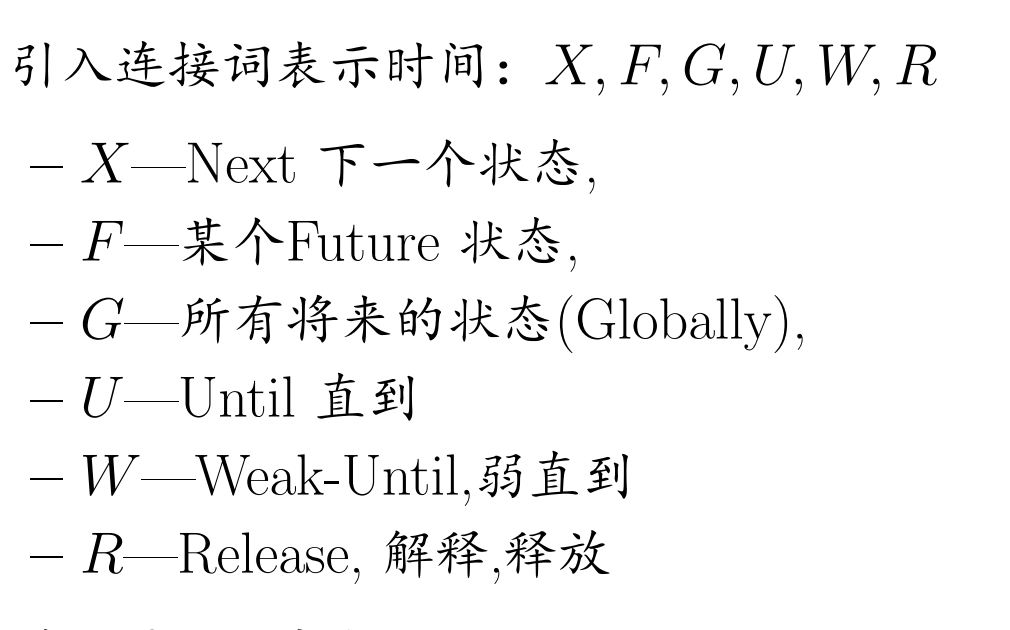 引入连接词表示时间：X, F, G, U, W, R
– X—Next 下一个状态,
– F—某个Future 状态,
– G—所有将来的状态(Globally),
– U—Until 直到
– W—Weak-Until,弱直到
– R—Release, 解释,释放